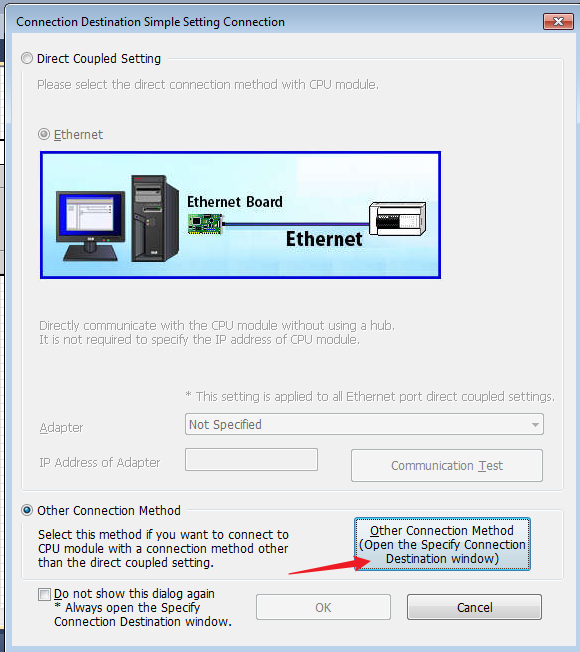 Connection Destination Simple Setting Connection
Direct Coupled Setting
Please select the direct connection method with CPU module.
Ethernet
Ethernet Board
Ethernet
Directly communicate with the CPU module without using a hub.
It is not required to specify the IP address of CPU module.
* This setting is applied to all Ethernet port direct coupled settings.
Adapter
Not Specified
IP Address of Adapter
Communication Test
Other Connection Method
Select this method if you want to connect to
CPU module with a connection method other
than the direct coupled setting.
Other Connection Method
(Open the Specify Connection
Destination window)
Do not show this dialog again
* Always open the Specify
Connection Destination window.
OK
Cancel